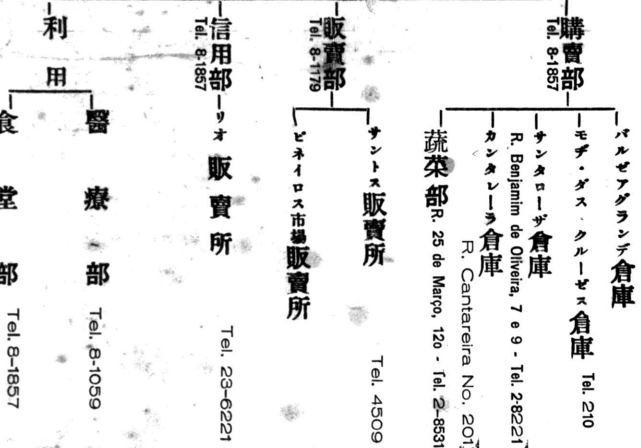 購賣部
Tel. 8-1857
バルゼアグランデ倉庫
モヂ・ダス・クルーゼス倉庫 Tel. 210
サンタローザ倉庫
R. Benjamim de Oliveira, 7 e 9 - Tel. 2-8221
カンタレーラ倉庫
R. Cantareira No. 201
蔬菜部 R. 25 de Março, 120 - Tel. 2-8531
販賣部
Tel. 8-1179
サントス販賣所 Tel. 4509
ピネイロス市場販賣所
信用部
Tel. 8-1857
リオ販賣所 Tel. 23-6221
利用
醫療部 Tel. 8-1059
食堂部 Tel. 8-1857